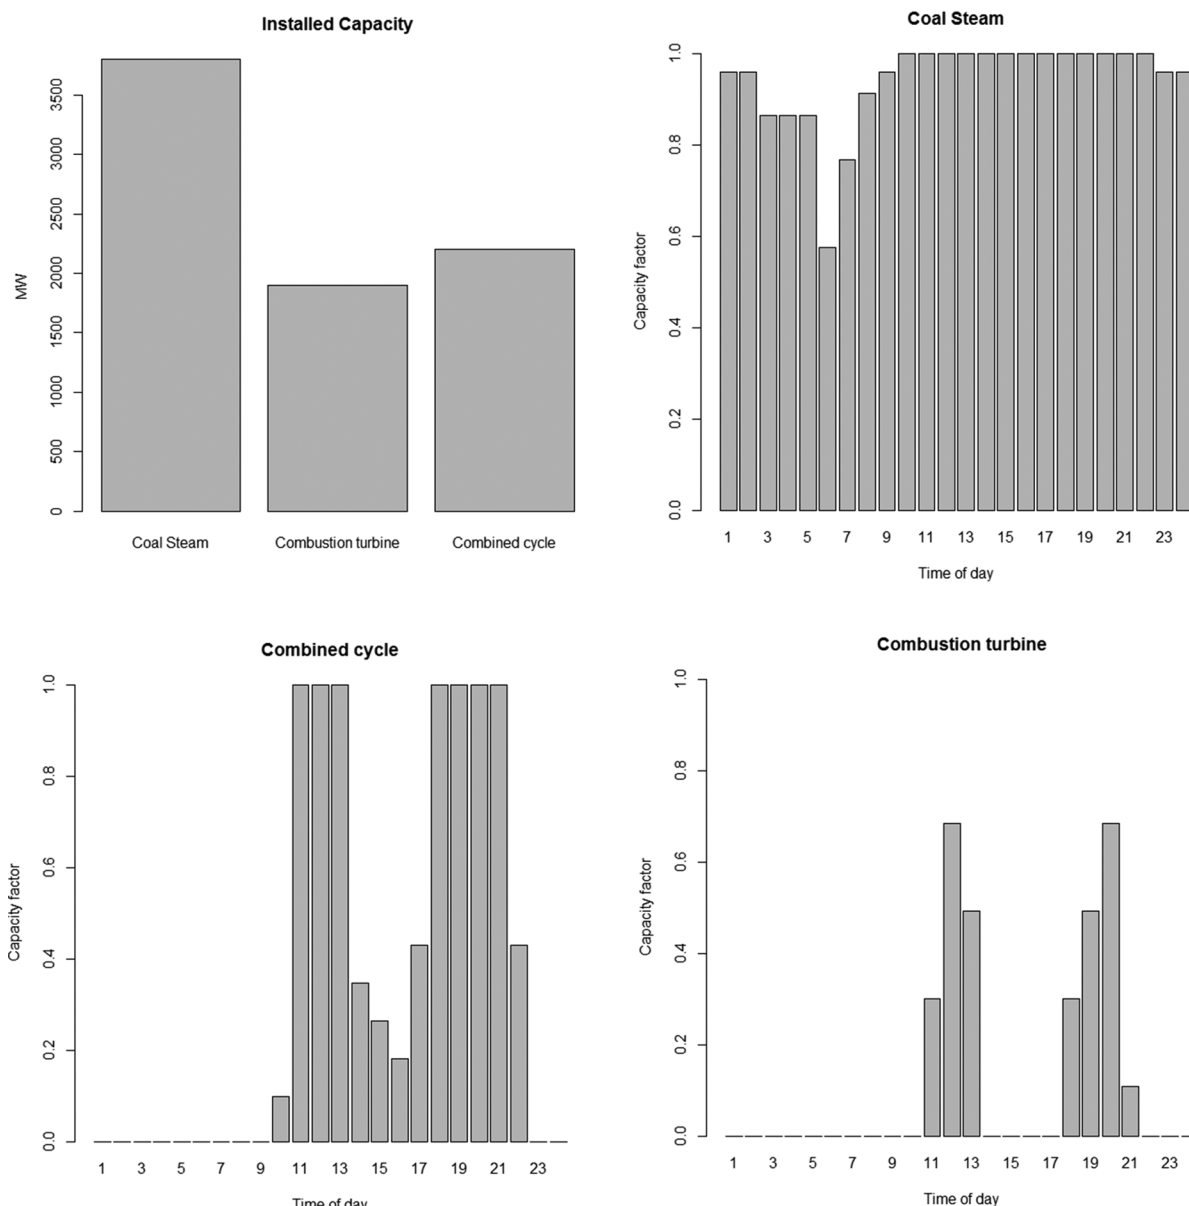 Installed Capacity
MW
0
500
1000
1500
2000
2500
3000
3500
Coal Steam
Combustion turbine
Combined cycle
Coal Steam
Capacity factor
0.0
0.2
0.4
0.6
0.8
1.0
1 3 5 7 9 11 13 15 17 19 21 23
Time of day
Combined cycle
Capacity factor
0.0
0.2
0.4
0.6
0.8
1.0
1 3 5 7 9 11 13 15 17 19 21 23
Time of day
Combustion turbine
Capacity factor
0.0
0.2
0.4
0.6
0.8
1.0
1 3 5 7 9 11 13 15 17 19 21 23
Time of day